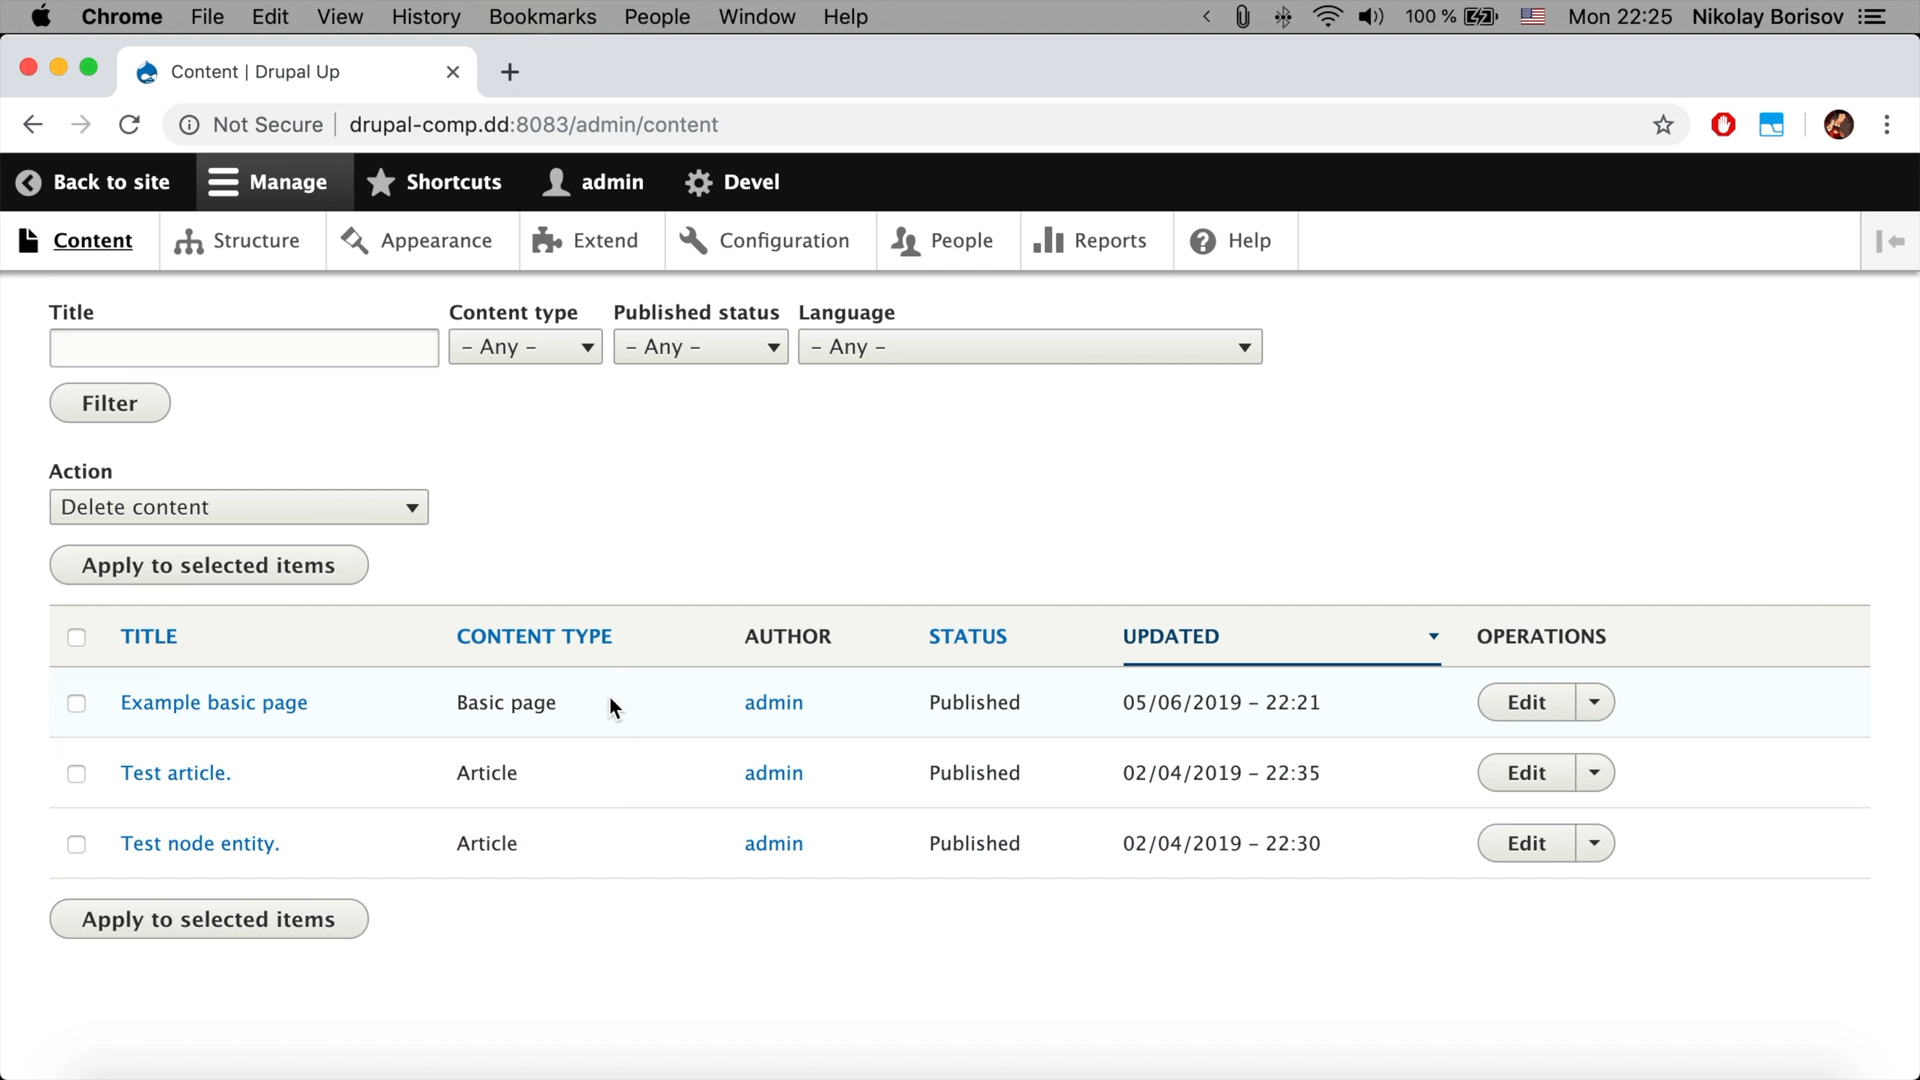 Chrome File Edit View History Bookmarks People Window Help 100 % Mon 22:25 Nikolay Borisov
Content | Drupal Up
Not Secure drupal-comp.dd:8083/admin/content
Back to site Manage Shortcuts admin Devel
Content Structure Appearance Extend Configuration People Reports Help
Title Content type Published status Language
– Any – – Any – – Any –
Filter
Action
Delete content
Apply to selected items
TITLE CONTENT TYPE AUTHOR STATUS UPDATED OPERATIONS
Example basic page Basic page admin Published 05/06/2019 – 22:21 Edit
Test article. Article admin Published 02/04/2019 – 22:35 Edit
Test node entity. Article admin Published 02/04/2019 – 22:30 Edit
Apply to selected items